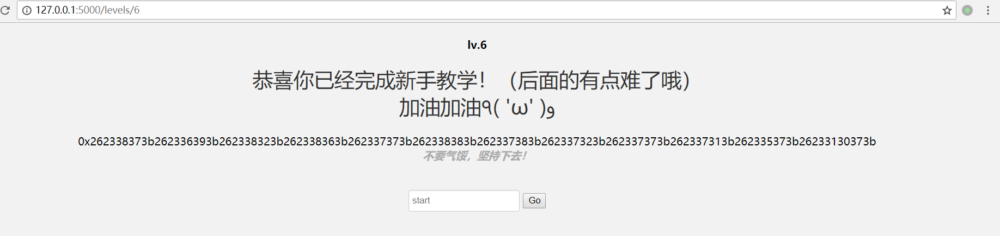 127.0.0.1:5000/levels/6
lv.6
恭喜你已经完成新手教学！（后面的有点难了哦）
加油加油٩( 'ω' )و
0x262338373b262336393b262338323b262338363b262337373b262338383b262337383b262337323b262337373b262337313b262335373b26233130373b
不要气馁，坚持下去！
start
Go